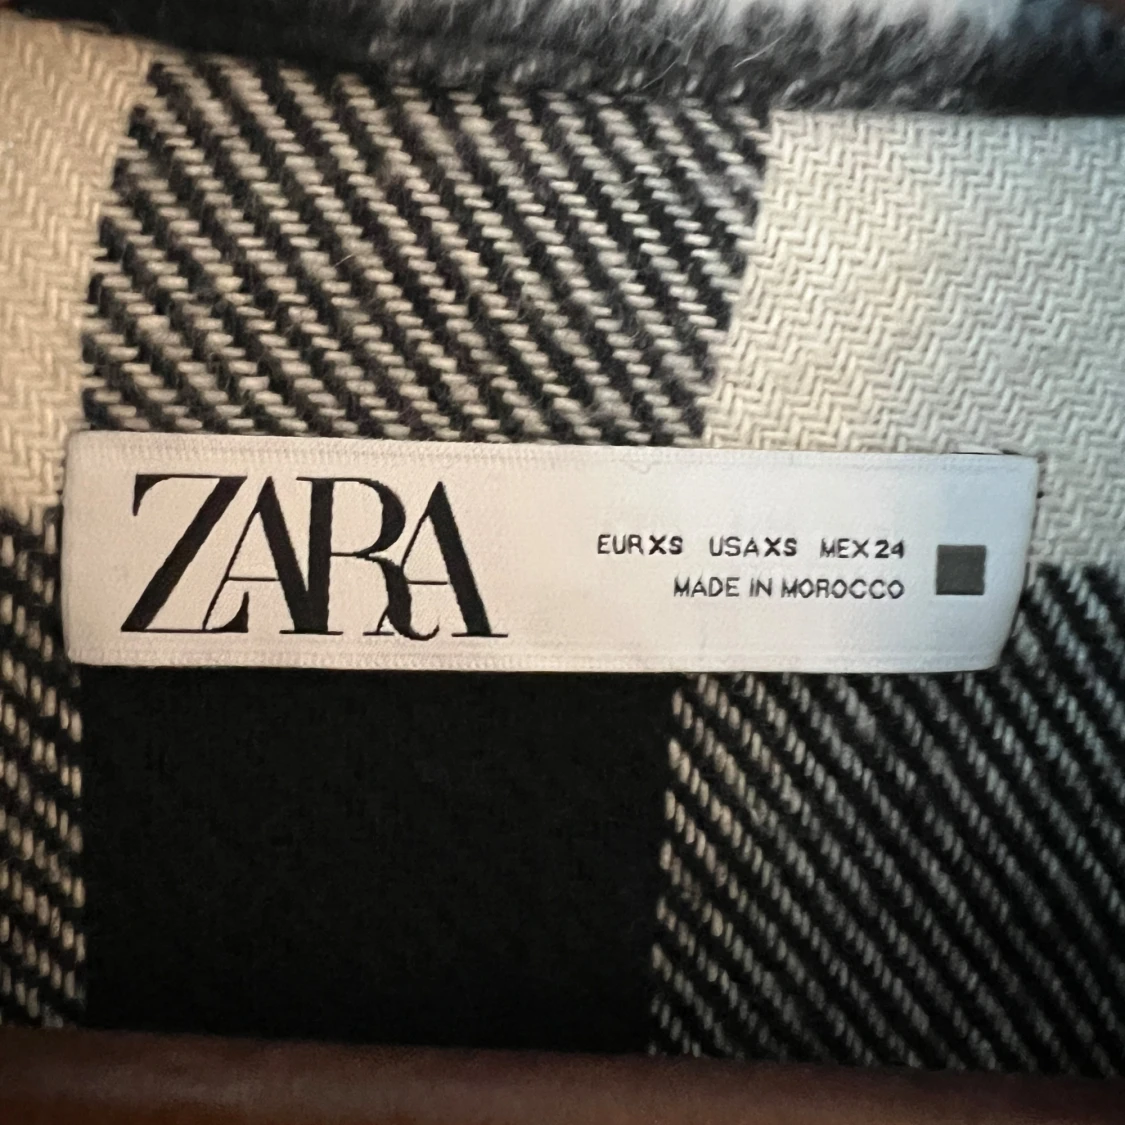 ZARA
EUR XS USA XS MEX 24
MADE IN MOROCCO